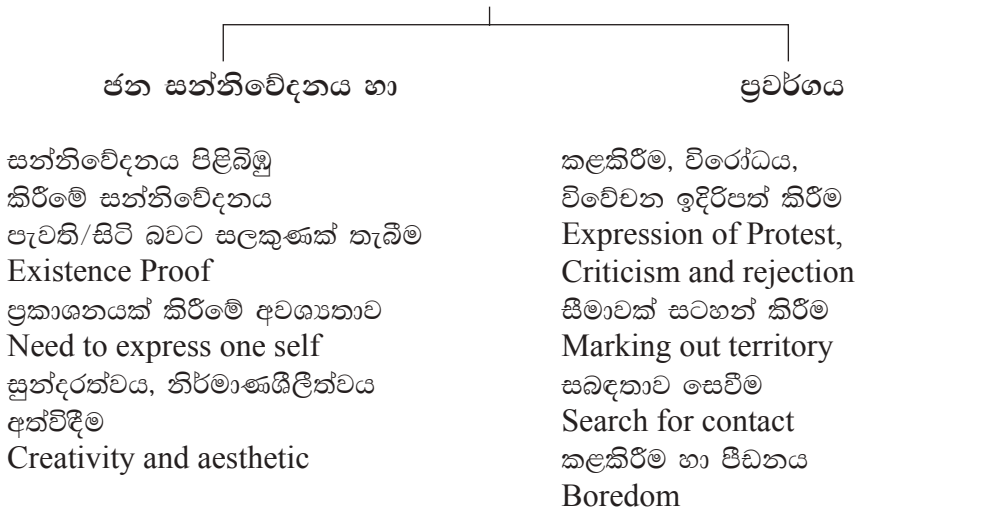 ජන සන්නිවේදනය හා
සන්නිවේදනය පිළිබිඹු
කිරීමේ සන්නිවේදනය
පැවති/සිටි බවට සලකුණක් තැබීම
Existence Proof
ප්‍රකාශනයක් කිරීමේ අවශ්‍යතාව
Need to express one self
සුන්දරත්වය, නිර්මාණශීලීත්වය
අත්විඳීම
Creativity and aesthetic
ප්‍රවර්ගය
කළකිරීම, විරෝධය,
විවේචන ඉදිරිපත් කිරීම
Expression of Protest,
Criticism and rejection
සීමාවක් සටහන් කිරීම
Marking out territory
සබඳතාව සෙවීම
Search for contact
කළකිරීම හා පීඩනය
Boredom